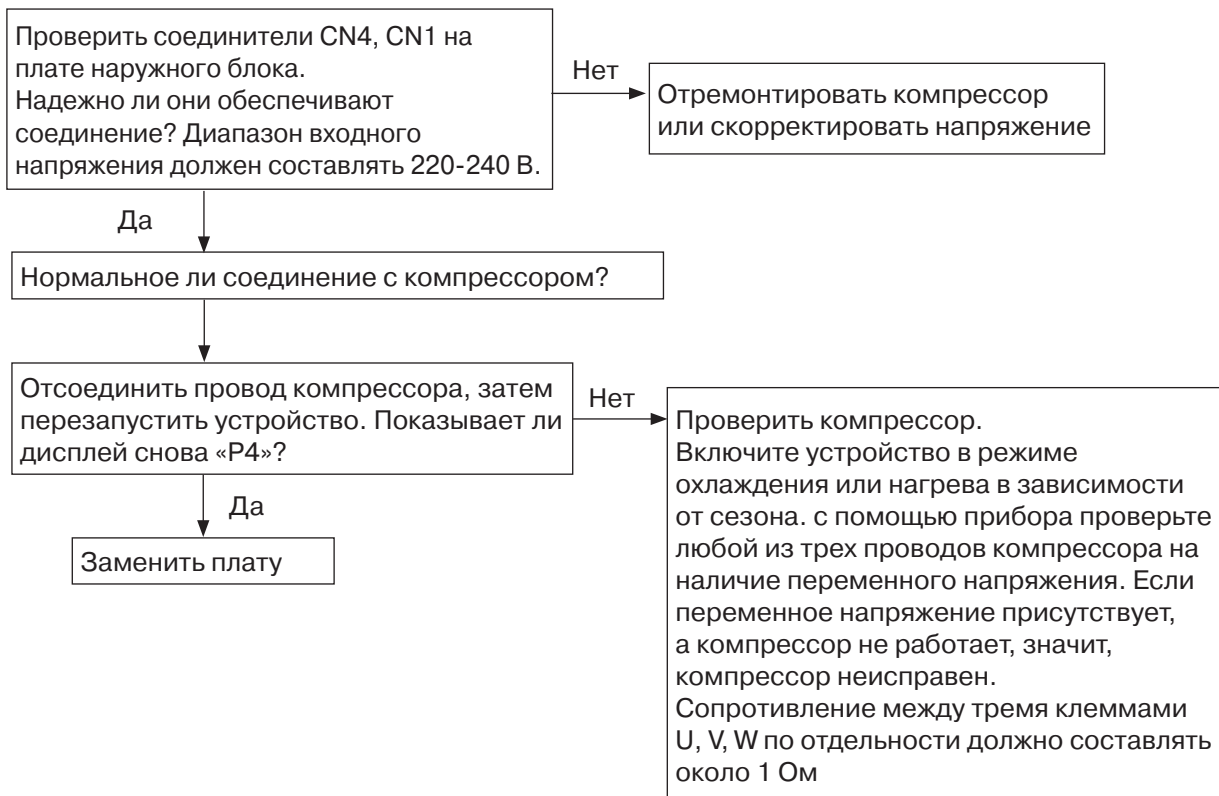 Проверить соединители CN4, CN1 на
плате наружного блока.
Надежно ли они обеспечивают
соединение? Диапазон входного
напряжения должен составлять 220-240 В.
Нет
Отремонтировать компрессор
или скорректировать напряжение
Да
Нормальное ли соединение с компрессором?
Отсоединить провод компрессора, затем
перезапустить устройство. Показывает ли
дисплей снова «P4»?
Нет
Проверить компрессор.
Включите устройство в режиме
охлаждения или нагрева в зависимости
от сезона. с помощью прибора проверьте
любой из трех проводов компрессора на
наличие переменного напряжения. Если
переменное напряжение присутствует,
а компрессор не работает, значит,
компрессор неисправен.
Сопротивление между тремя клеммами
U, V, W по отдельности должно составлять
около 1 Ом
Да
Заменить плату